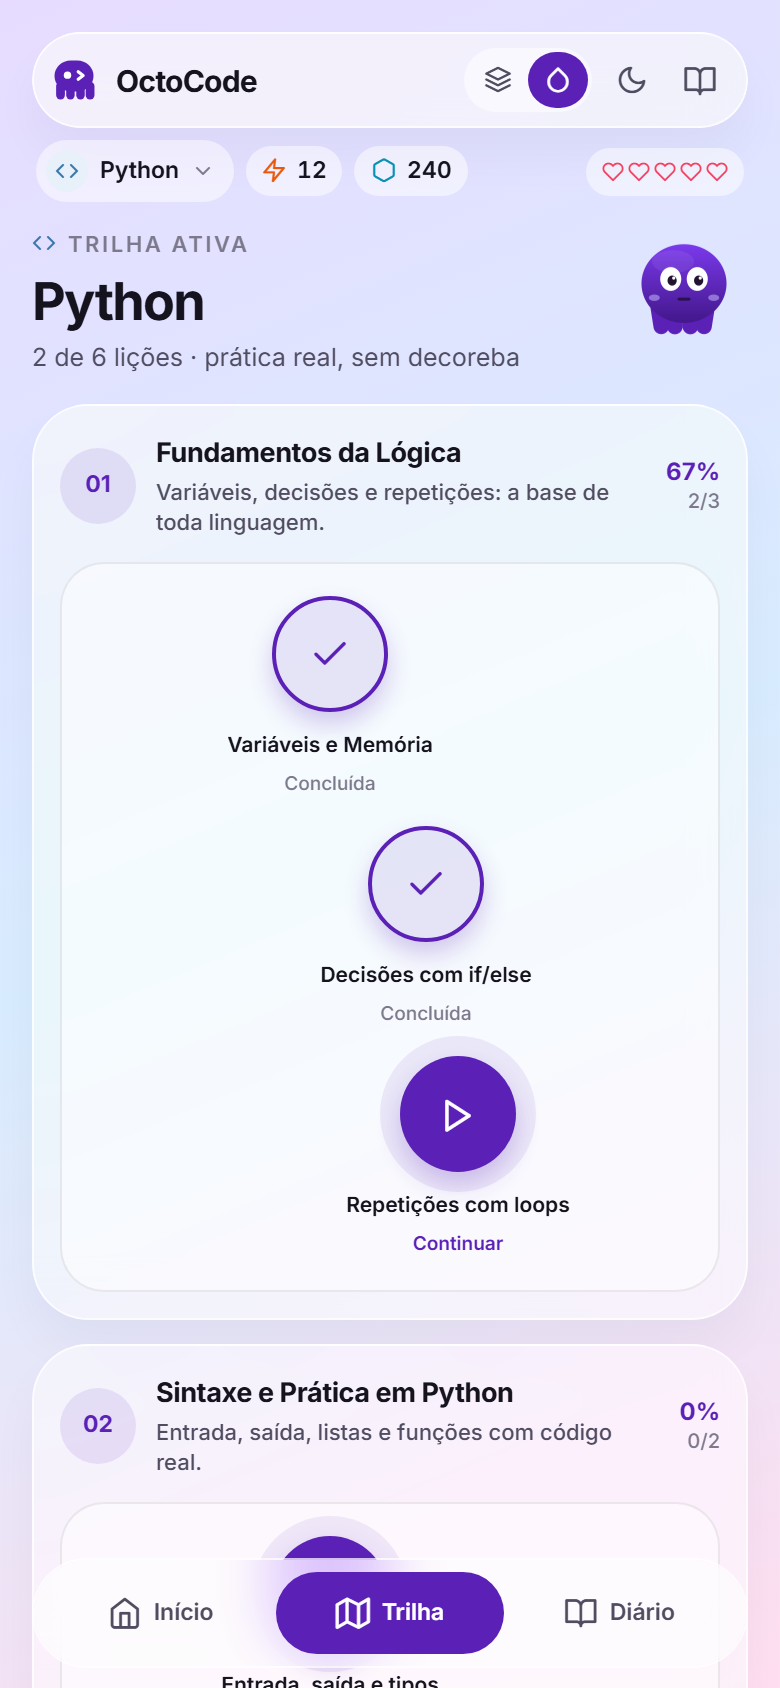 OctoCode
Python
12
240
TRILHA ATIVA
Python
2 de 6 lições · prática real, sem decoreba
01
Fundamentos da Lógica
Variáveis, decisões e repetições: a base de
toda linguagem.
67%
2/3
Variáveis e Memória
Concluída
Decisões com if/else
Concluída
Repetições com loops
Continuar
02
Sintaxe e Prática em Python
Entrada, saída, listas e funções com código
real.
0%
0/2
Início
Trilha
Diário
Entrada, saída e tipos